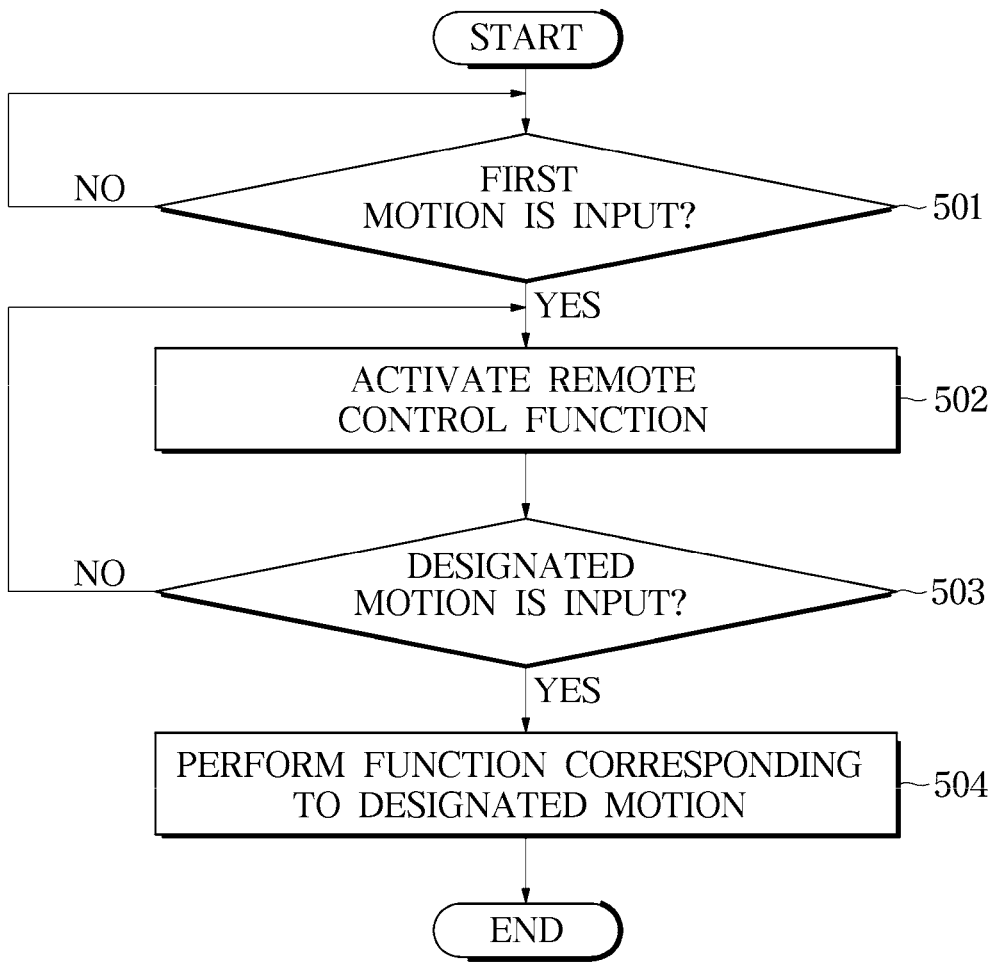 START
NO
FIRST
MOTION IS INPUT?
501
YES
ACTIVATE REMOTE
CONTROL FUNCTION
502
NO
DESIGNATED
MOTION IS INPUT?
503
YES
PERFORM FUNCTION CORRESPONDING
TO DESIGNATED MOTION
504
END